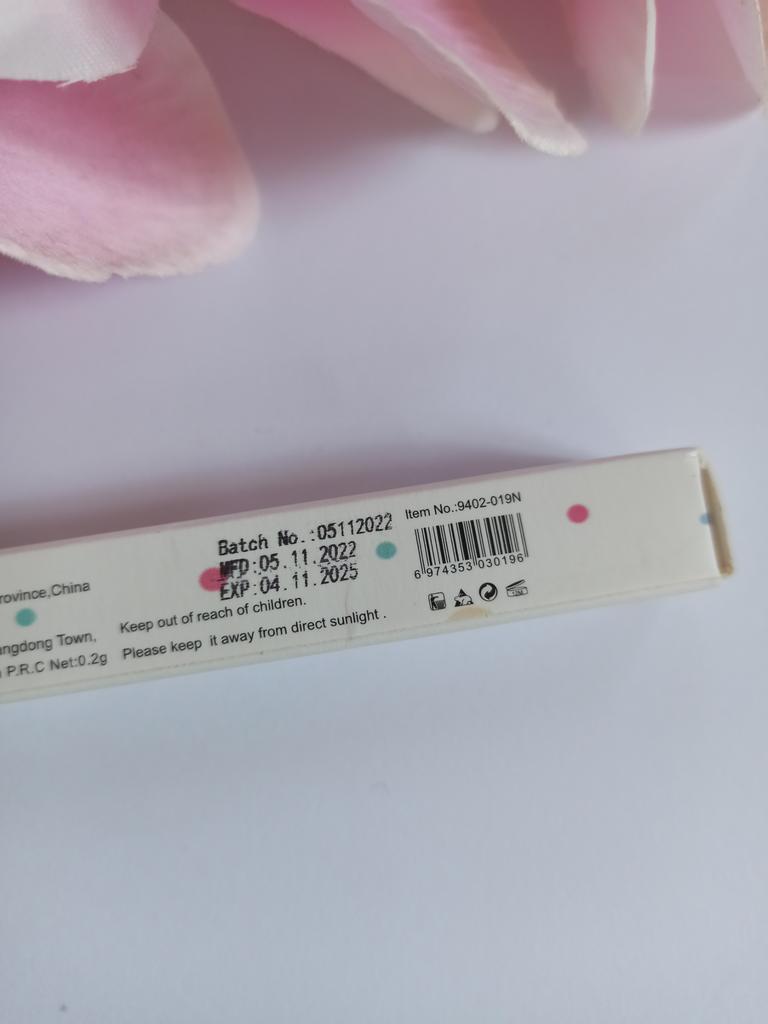 rovince,China
angdong Town,
P.R.C Net:0.2g
Batch No.:05112022
MFD:05.11.2022
EXP:04.11.2025
Keep out of reach of children.
Please keep it away from direct sunlight .
Item No.:9402-019N
6 974353 030196
12M